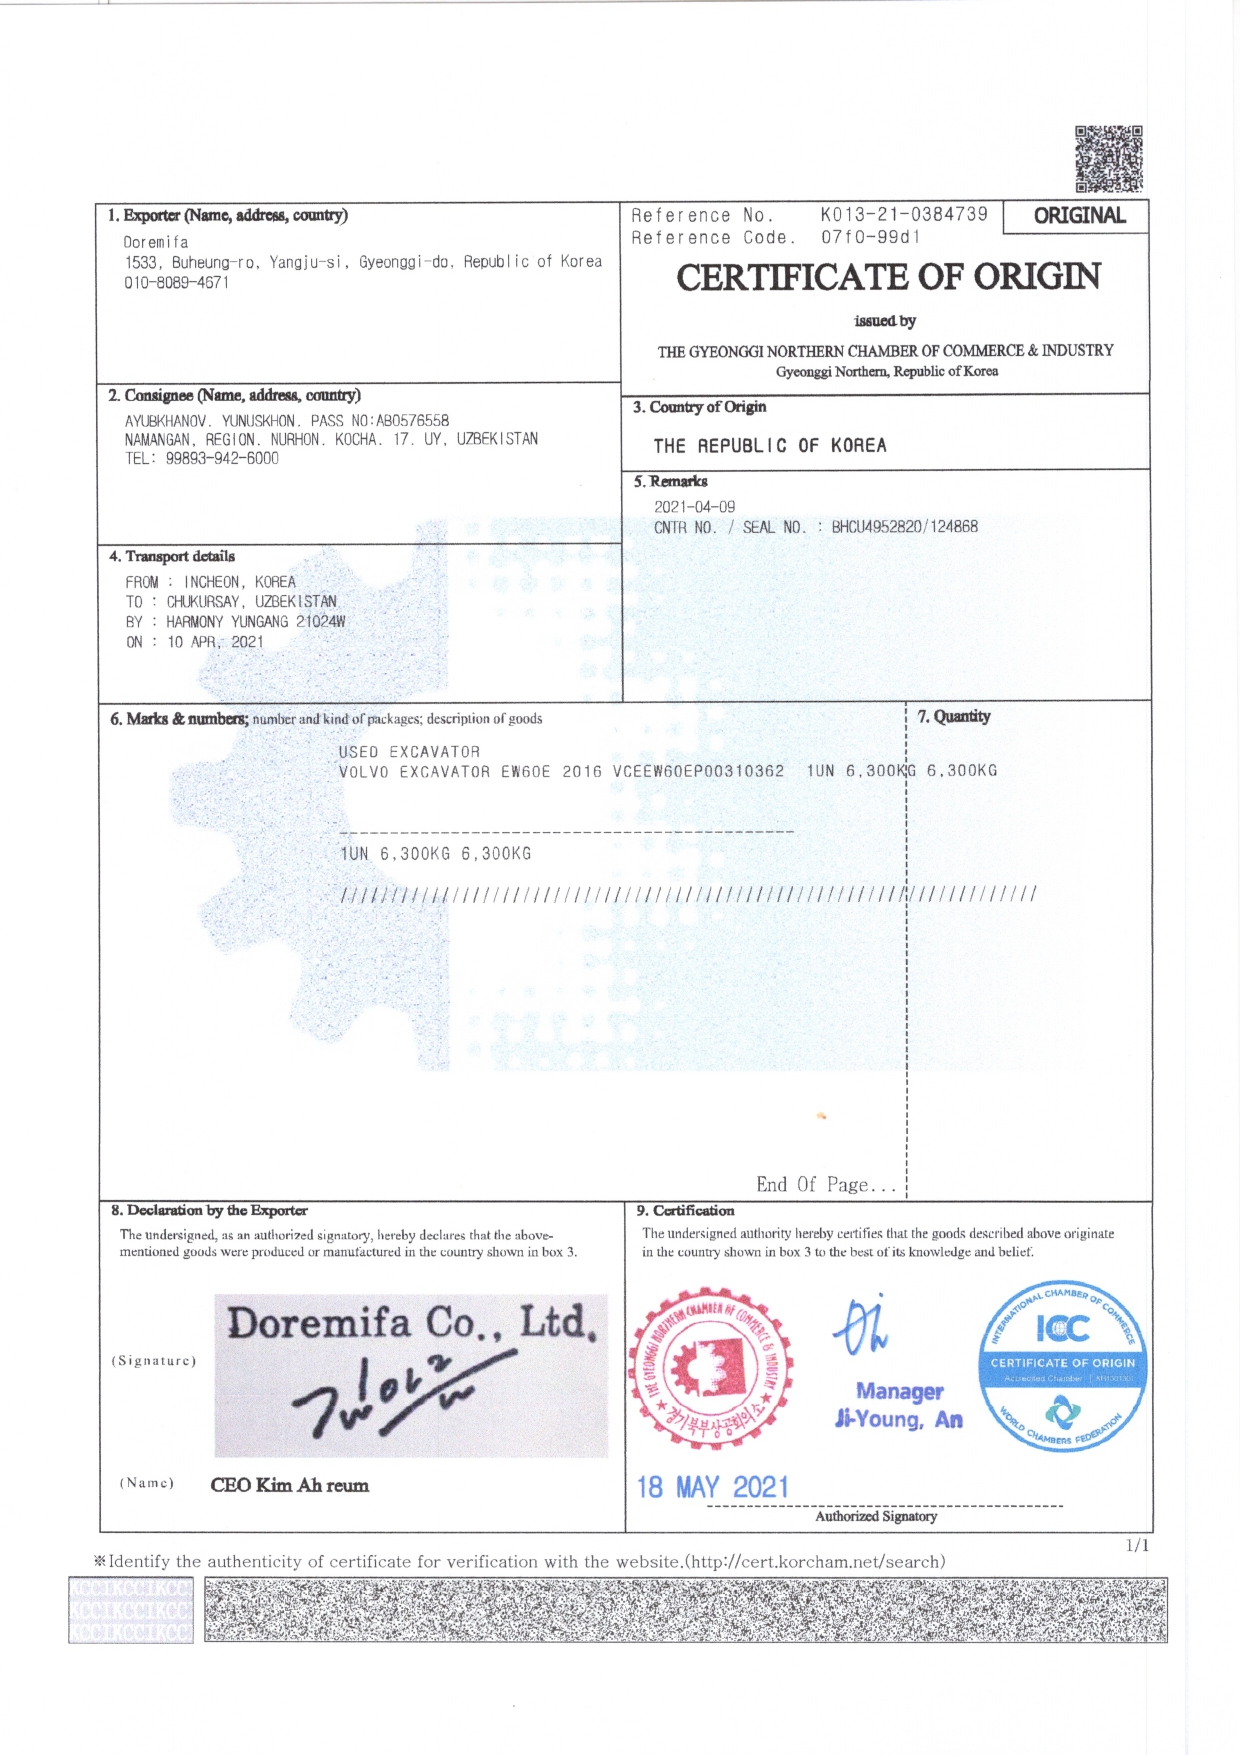 1. Exporter (Name, address, country)
Doremifa
1533, Buheung-ro, Yangju-si, Gyeonggi-do, Republic of Korea
010-8089-4671
Reference No. K013-21-0384739
Reference Code. 07f0-99d1
ORIGINAL
CERTIFICATE OF ORIGIN
issued by
THE GYEONGGI NORTHERN CHAMBER OF COMMERCE & INDUSTRY
Gyeonggi Northern, Republic of Korea
2. Consignee (Name, address, country)
AYUBKHANOV. YUNUSKHON. PASS NO:AB0576558
NAMANGAN, REGION. NURHON. KOCHA. 17. UY, UZBEKISTAN
TEL: 99893-942-6000
3. Country of Origin
THE REPUBLIC OF KOREA
5. Remarks
2021-04-09
CNTR NO. / SEAL NO. : BHCU4952820/124868
4. Transport details
FROM : INCHEON, KOREA
TO : CHUKURSAY, UZBEKISTAN
BY : HARMONY YUNGANG 21024W
ON : 10 APR, 2021
6. Marks & numbers; number and kind of packages; description of goods
7. Quantity
USED EXCAVATOR
VOLVO EXCAVATOR EW60E 2016 VCEEW60EP00310362 1UN 6,300KG 6,300KG
1UN 6,300KG 6,300KG
End Of Page...
8. Declaration by the Exporter
The undersigned, as an authorized signatory, hereby declares that the above-
mentioned goods were produced or manufactured in the country shown in box 3.
(Signature)
Doremifa Co., Ltd.
(Name) CEO Kim Ah reum
9. Certification
The undersigned authority hereby certifies that the goods described above originate
in the country shown in box 3 to the best of its knowledge and belief.
THE GYEONGGI NORTHERN CHAMBER OF COMMERCE & INDUSTRY
경기북부상공회의소
Manager
Ji-Young, An
INTERNATIONAL CHAMBER OF COMMERCE
ICC
CERTIFICATE OF ORIGIN
Accredited Chamber
WORLD CHAMBERS FEDERATION
18 MAY 2021
Authorized Signatory
1/1
※Identify the authenticity of certificate for verification with the website.(http://cert.korcham.net/search)
KCCIKCCIKCC
KCCIKCCIKCC
KCCIKCCIKCC